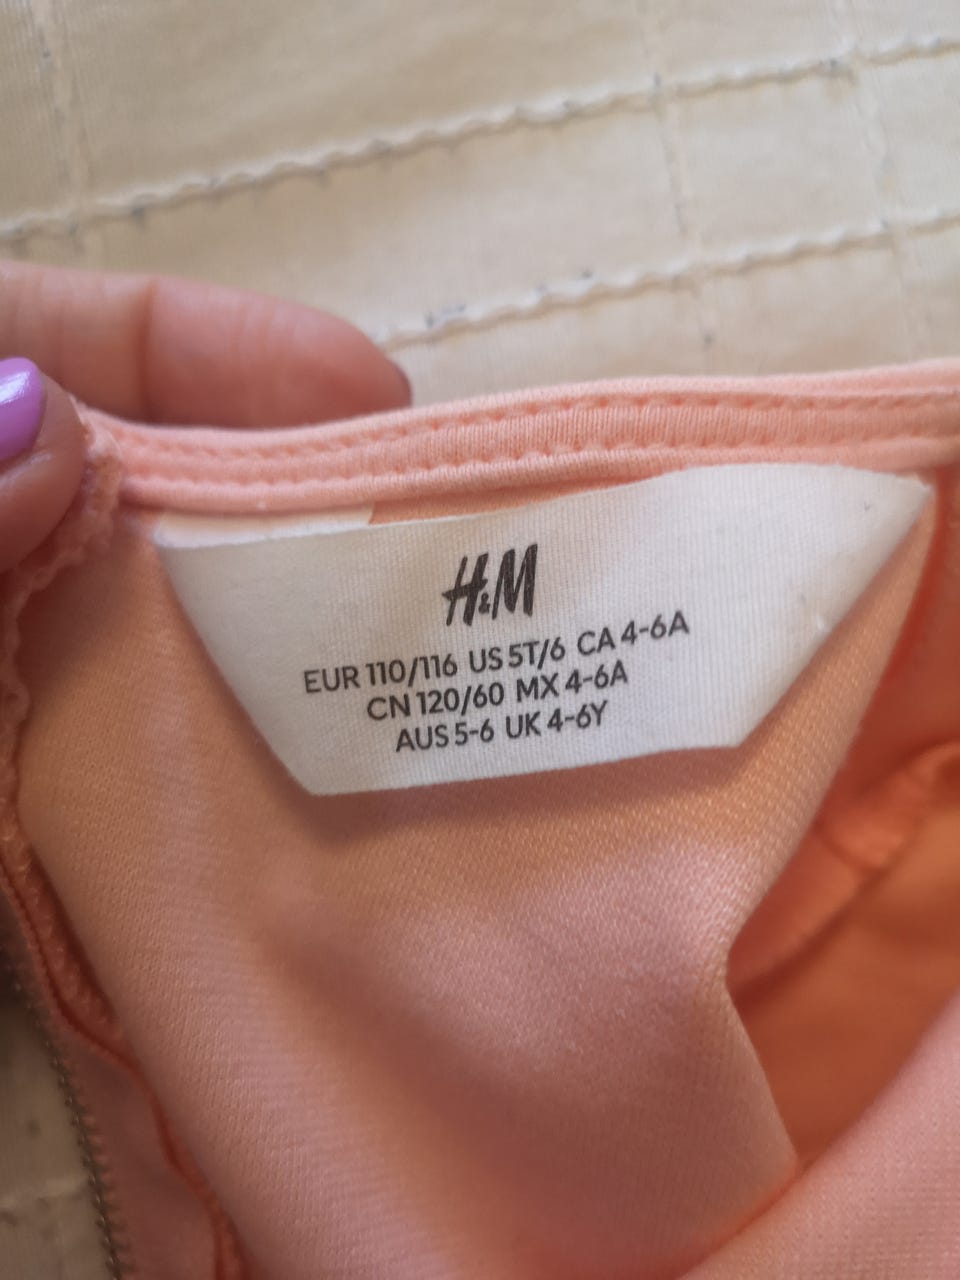 H&M
EUR 110/116 US 5T/6 CA 4-6A
CN 120/60 MX 4-6A
AUS 5-6 UK 4-6Y